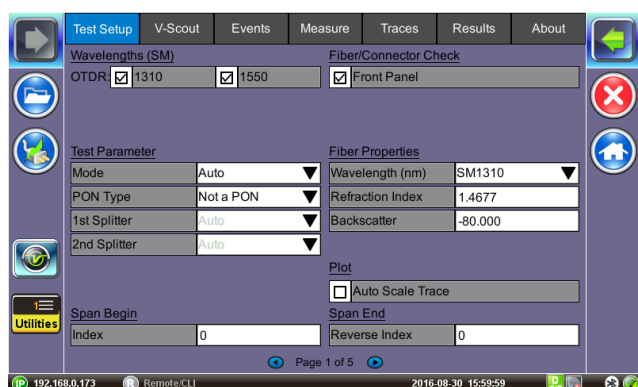 Test Setup V-Scout Events Measure Traces Results About
Wavelengths (SM) Fiber/Connector Check
OTDR: 1310 1550 Front Panel
Test Parameter Fiber Properties
Mode Auto Wavelength (nm) SM1310
PON Type Not a PON Refraction Index 1.4677
1st Splitter Auto Backscatter -80.000
2nd Splitter Auto
Plot
Auto Scale Trace
1
Utilities
Span Begin Span End
Index 0 Reverse Index 0
Page 1 of 5
IP 192.168.0.173 R Remote/CLI 2016-08-30 15:59:59 D